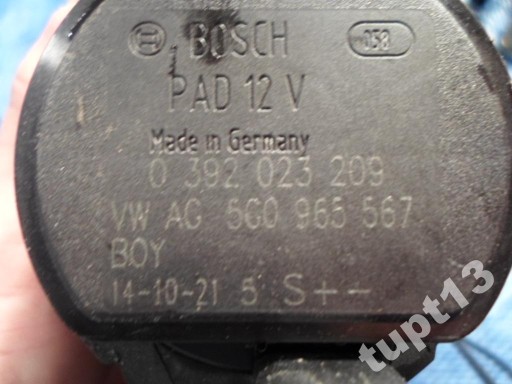 BOSCH 058
PAD 12 V
Made in Germany
0 392 023 209
VW AG 5G0 965 567
BOY
14-10-21 5 S+-
tupt13